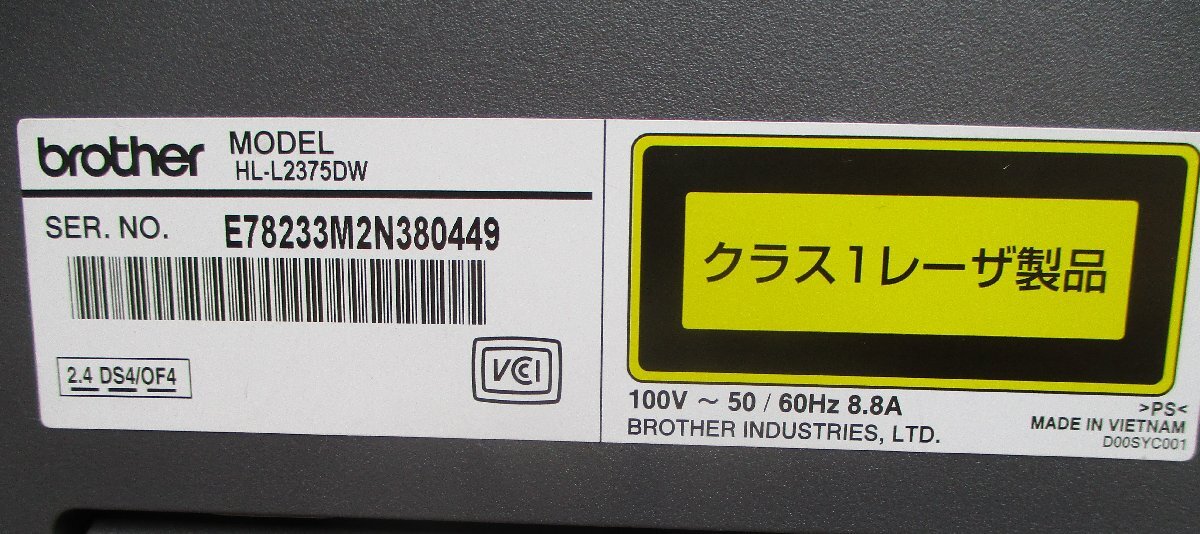 brother
MODEL
HL-L2375DW
SER. NO. E78233M2N380449
2.4 DS4/OF4
VCCI
クラス1レーザ製品
100V ～ 50 / 60Hz 8.8A
BROTHER INDUSTRIES, LTD.
>PS<
MADE IN VIETNAM
D00SYC001